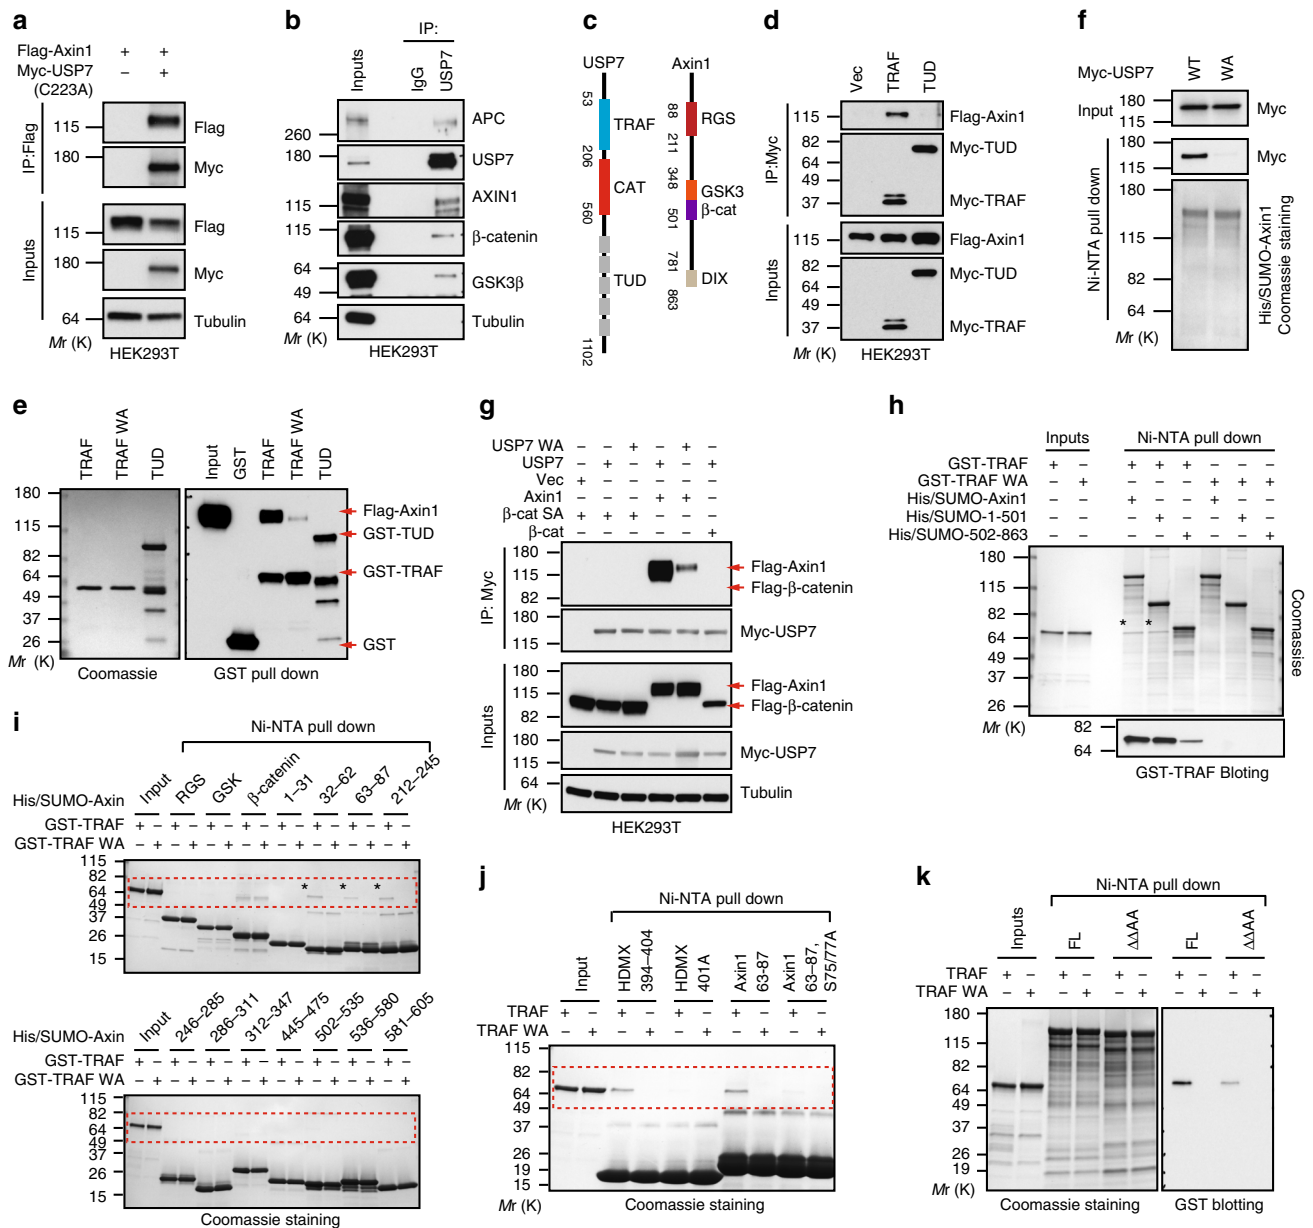 a
Flag-Axin1 + +
Myc-USP7 – +
(C223A)
IP:Flag
115
Flag
180
Myc
Inputs
115
Flag
180
Myc
64
Tubulin
Mr (K)
HEK293T
b
IP:
Inputs
IgG
USP7
260
APC
180
USP7
115
AXIN1
115
β-catenin
64
49
GSK3β
64
Tubulin
Mr (K)
HEK293T
c
USP7
53
TRAF
206
CAT
560
TUD
1102
Axin1
88
RGS
211
348
GSK3
β-cat
501
781
DIX
863
d
Vec
TRAF
TUD
IP:Myc
115
Flag-Axin1
82
Myc-TUD
64
49
37
Myc-TRAF
Inputs
115
Flag-Axin1
82
Myc-TUD
64
49
37
Myc-TRAF
Mr (K)
HEK293T
f
Myc-USP7
WT
WA
Input
180
115
Myc
Ni-NTA pull down
115
Myc
180
115
82
64
His/SUMO-Axin1
Coomassie staining
e
TRAF
TRAF WA
TUD
Input
GST
TRAF
TRAF WA
TUD
180
115
82
64
49
37
26
Mr (K)
Flag-Axin1
GST-TUD
GST-TRAF
GST
Coomassie
GST pull down
g
USP7 WA – – + – + –
USP7 – + – + – +
Vec + – – – – –
Axin1 – – – + + –
β-cat SA + + + – – –
β-cat – – – – – +
IP: Myc
180
115
82
Flag-Axin1
Flag-β-catenin
180
115
Myc-USP7
Inputs
180
115
82
Flag-Axin1
Flag-β-catenin
180
115
Myc-USP7
64
Tubulin
Mr (K)
HEK293T
h
Inputs
Ni-NTA pull down
GST-TRAF + – + + + – – –
GST-TRAF WA – + – – – + + +
His/SUMO-Axin1 – – + – – + – –
His/SUMO-1-501 – – – + – – + –
His/SUMO-502-863 – – – – + – – +
180
115
82
64
49
37
26
* *
Coomassise
Mr (K)
82
64
GST-TRAF Bloting
i
Ni-NTA pull down
His/SUMO-Axin
Input
RGS
GSK
β-catenin
1–31
32–62
63–87
212–245
GST-TRAF + – + – + – + – + – + – + – + –
GST-TRAF WA – + – + – + – + – + – + – + – +
115
82
64
49
37
26
15
* * *
His/SUMO-Axin
Input
246–285
286–311
312–347
445–475
502–535
536–580
581–605
GST-TRAF + – + – + – + – + – + – + – + –
GST-TRAF WA – + – + – + – + – + – + – + – +
115
82
64
49
37
26
15
Coomassie staining
j
Ni-NTA pull down
Input
HDMX
394–404
HDMX
401A
Axin1
63-87
Axin1
63–87,
S75/77A
TRAF + – + – + – + – + –
TRAF WA – + – + – + – + – +
115
82
64
49
37
26
19
15
Mr (K)
Coomassie staining
k
Ni-NTA pull down
Inputs
FL
ΔΔAA
FL
ΔΔAA
TRAF + – + – + – + – + –
TRAF WA – + – + – + – + – +
180
115
82
64
49
37
26
19
Mr (K)
Coomassie staining
GST blotting